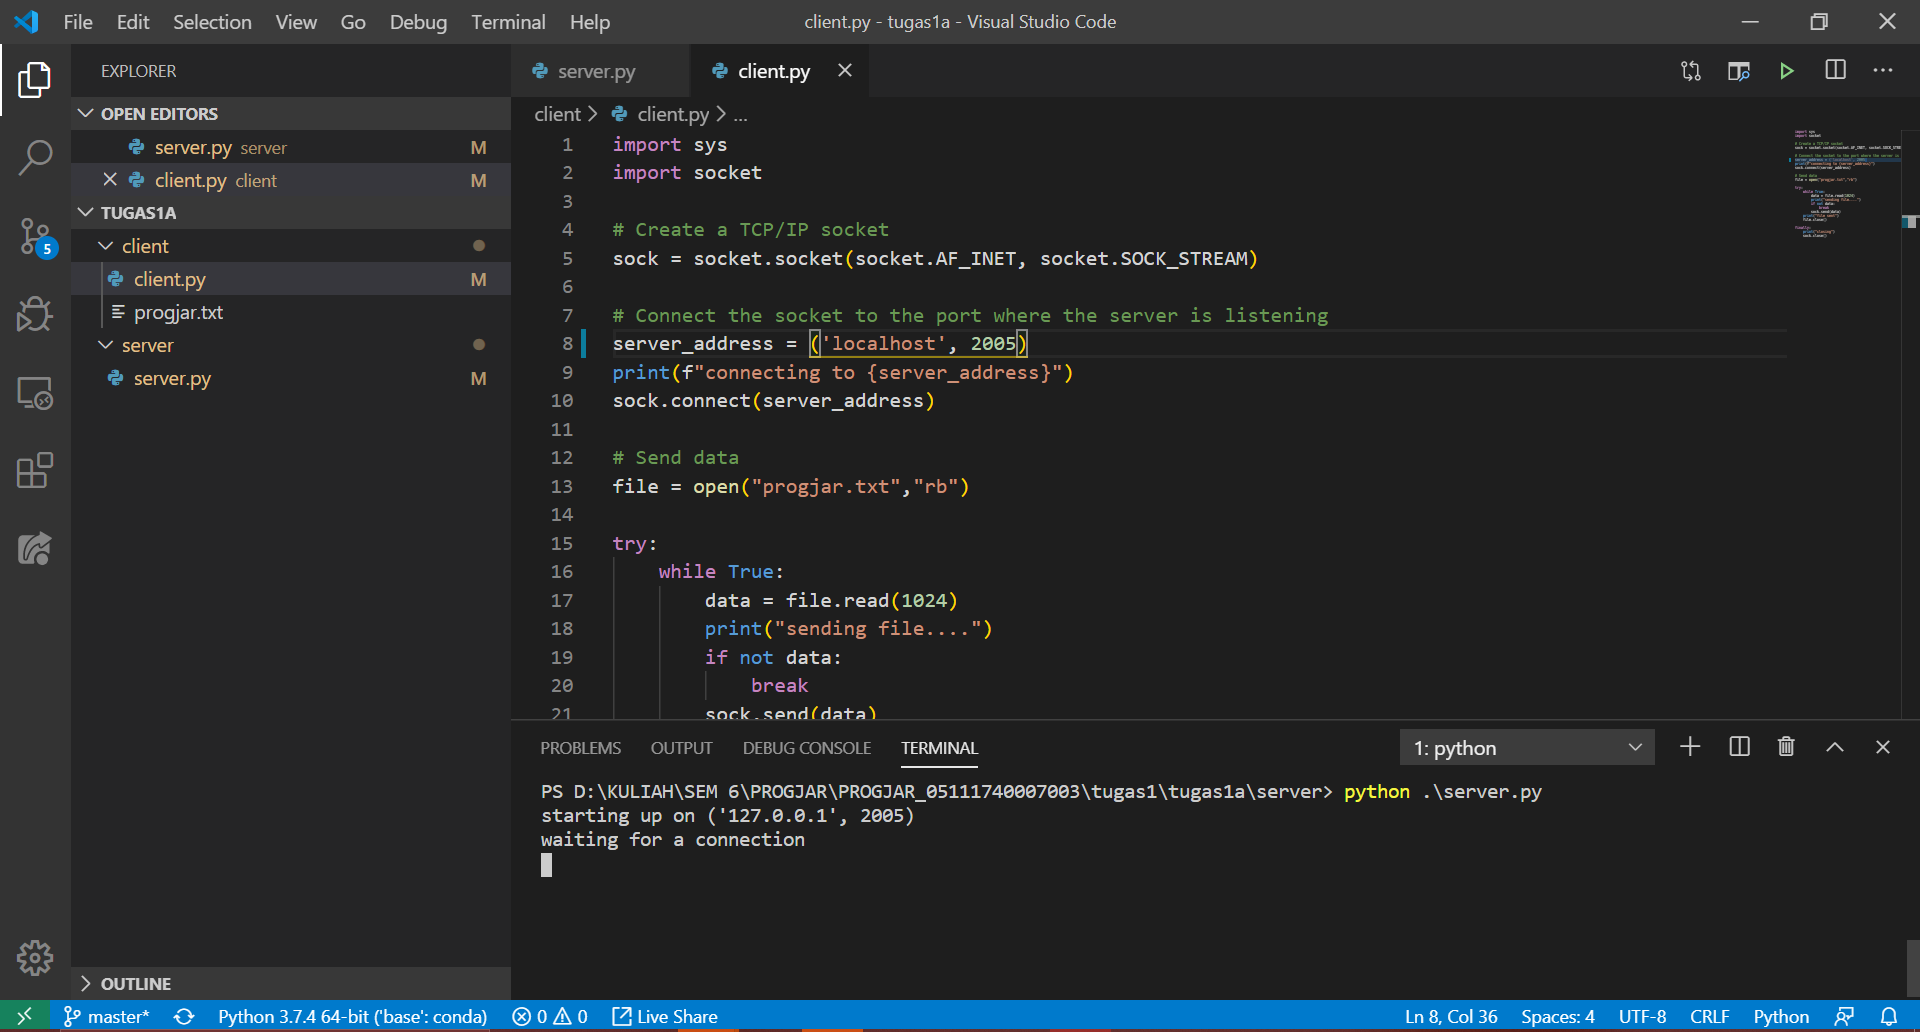 File Edit Selection View Go Debug Terminal Help
client.py - tugas1a - Visual Studio Code
EXPLORER
OPEN EDITORS
server.py server M
client.py client M
TUGAS1A
client
client.py M
progjar.txt
server
server.py M
OUTLINE
5
server.py
client.py
client > client.py > ...
1 import sys
2 import socket
3
4 # Create a TCP/IP socket
5 sock = socket.socket(socket.AF_INET, socket.SOCK_STREAM)
6
7 # Connect the socket to the port where the server is listening
8 server_address = ('localhost', 2005)
9 print(f"connecting to {server_address}")
10 sock.connect(server_address)
11
12 # Send data
13 file = open("progjar.txt","rb")
14
15 try:
16 while True:
17 data = file.read(1024)
18 print("sending file....")
19 if not data:
20 break
21 sock.send(data)
PROBLEMS OUTPUT DEBUG CONSOLE TERMINAL
1: python
PS D:\KULIAH\SEM 6\PROGJAR\PROGJAR_05111740007003\tugas1\tugas1a\server> python .\server.py
starting up on ('127.0.0.1', 2005)
waiting for a connection
master* Python 3.7.4 64-bit ('base': conda) 0 0 Live Share
Ln 8, Col 36 Spaces: 4 UTF-8 CRLF Python